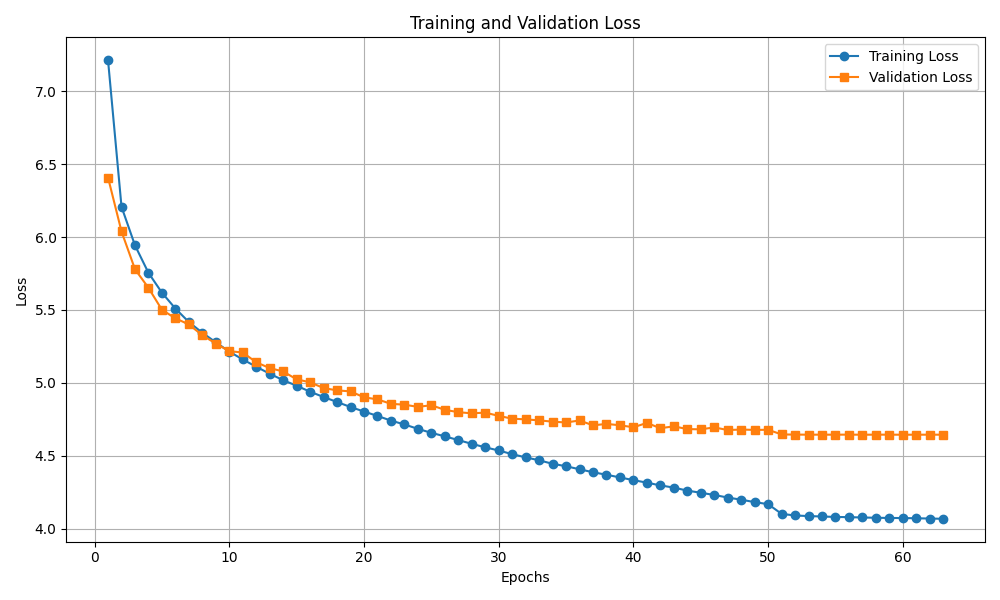 Training and Validation Loss
Training Loss
Validation Loss
7.0
6.5
6.0
5.5
5.0
4.5
4.0
Loss
0 10 20 30 40 50 60
Epochs